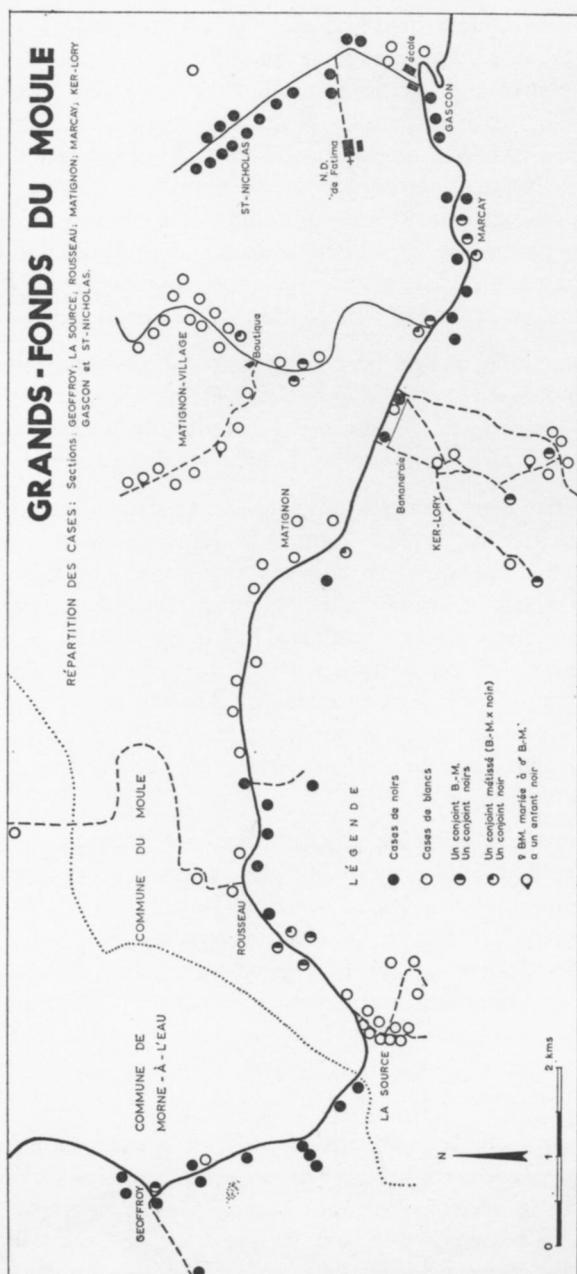 GRANDS-FONDS DU MOULE
RÉPARTITION DES CASES: Sections: GEOFFROY; LA SOURCE; ROUSSEAU; MATIGNON; MARCAY; KER-LORY
GASCON et ST-NICHOLAS.
COMMUNE DE
MORNE-À-L'EAU
COMMUNE DU MOULE
GEOFFROY
LA SOURCE
ROUSSEAU
MATIGNON
MATIGNON-VILLAGE
Boutique
Bananeraie
KER-LORY
MARCAY
GASCON
école
ST-NICHOLAS
N.D.
de Fatima
LÉGENDE
Cases de noirs
Cases de blancs
Un conjoint B.-M.
Un conjoint noirs
Un conjoint métissé (B.-M. x noir)
Un conjoint noir
♀ BM. mariée à ♂ B-M.
a un enfant noir
N
0 1 2 kms